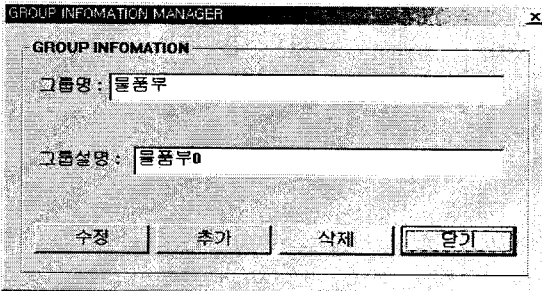 GROUP INFOMATION MANAGER
x
GROUP INFOMATION
그룹명 : 물품부
그룹설명 : 물품부0
수정 추가 삭제 닫기